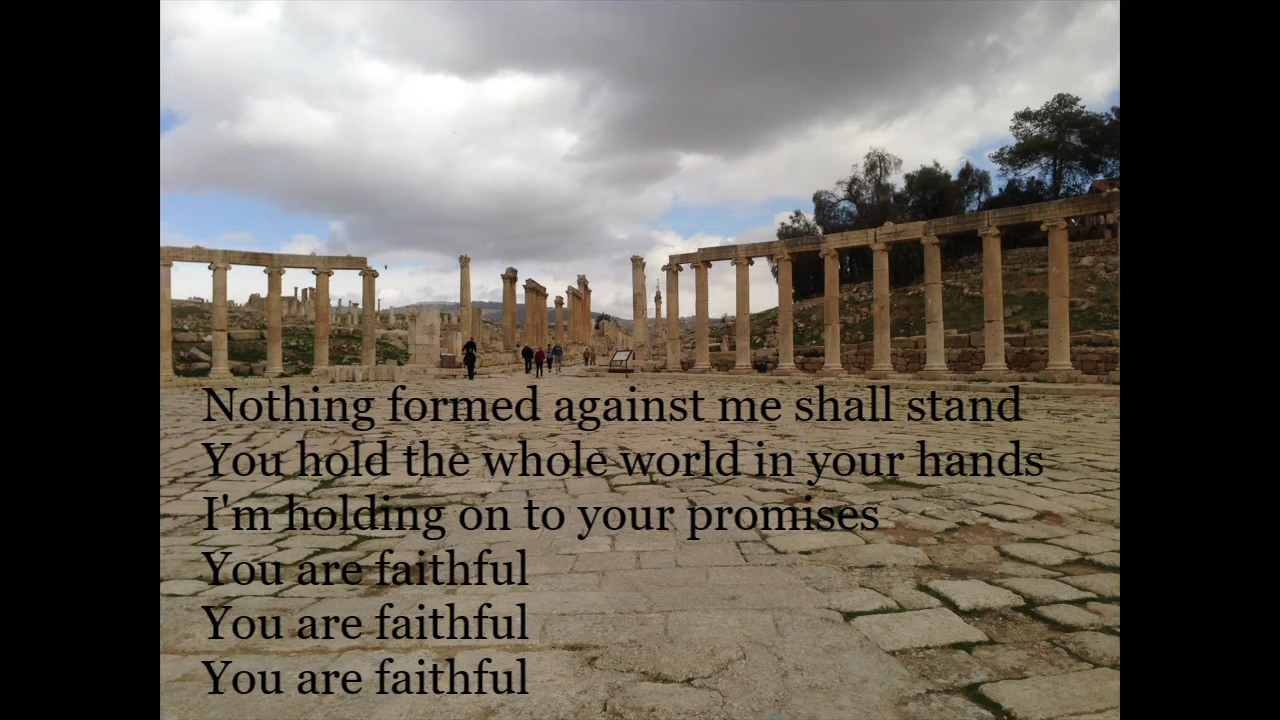 Nothing formed against me shall stand
You hold the whole world in your hands
I'm holding on to your promises
You are faithful
You are faithful
You are faithful